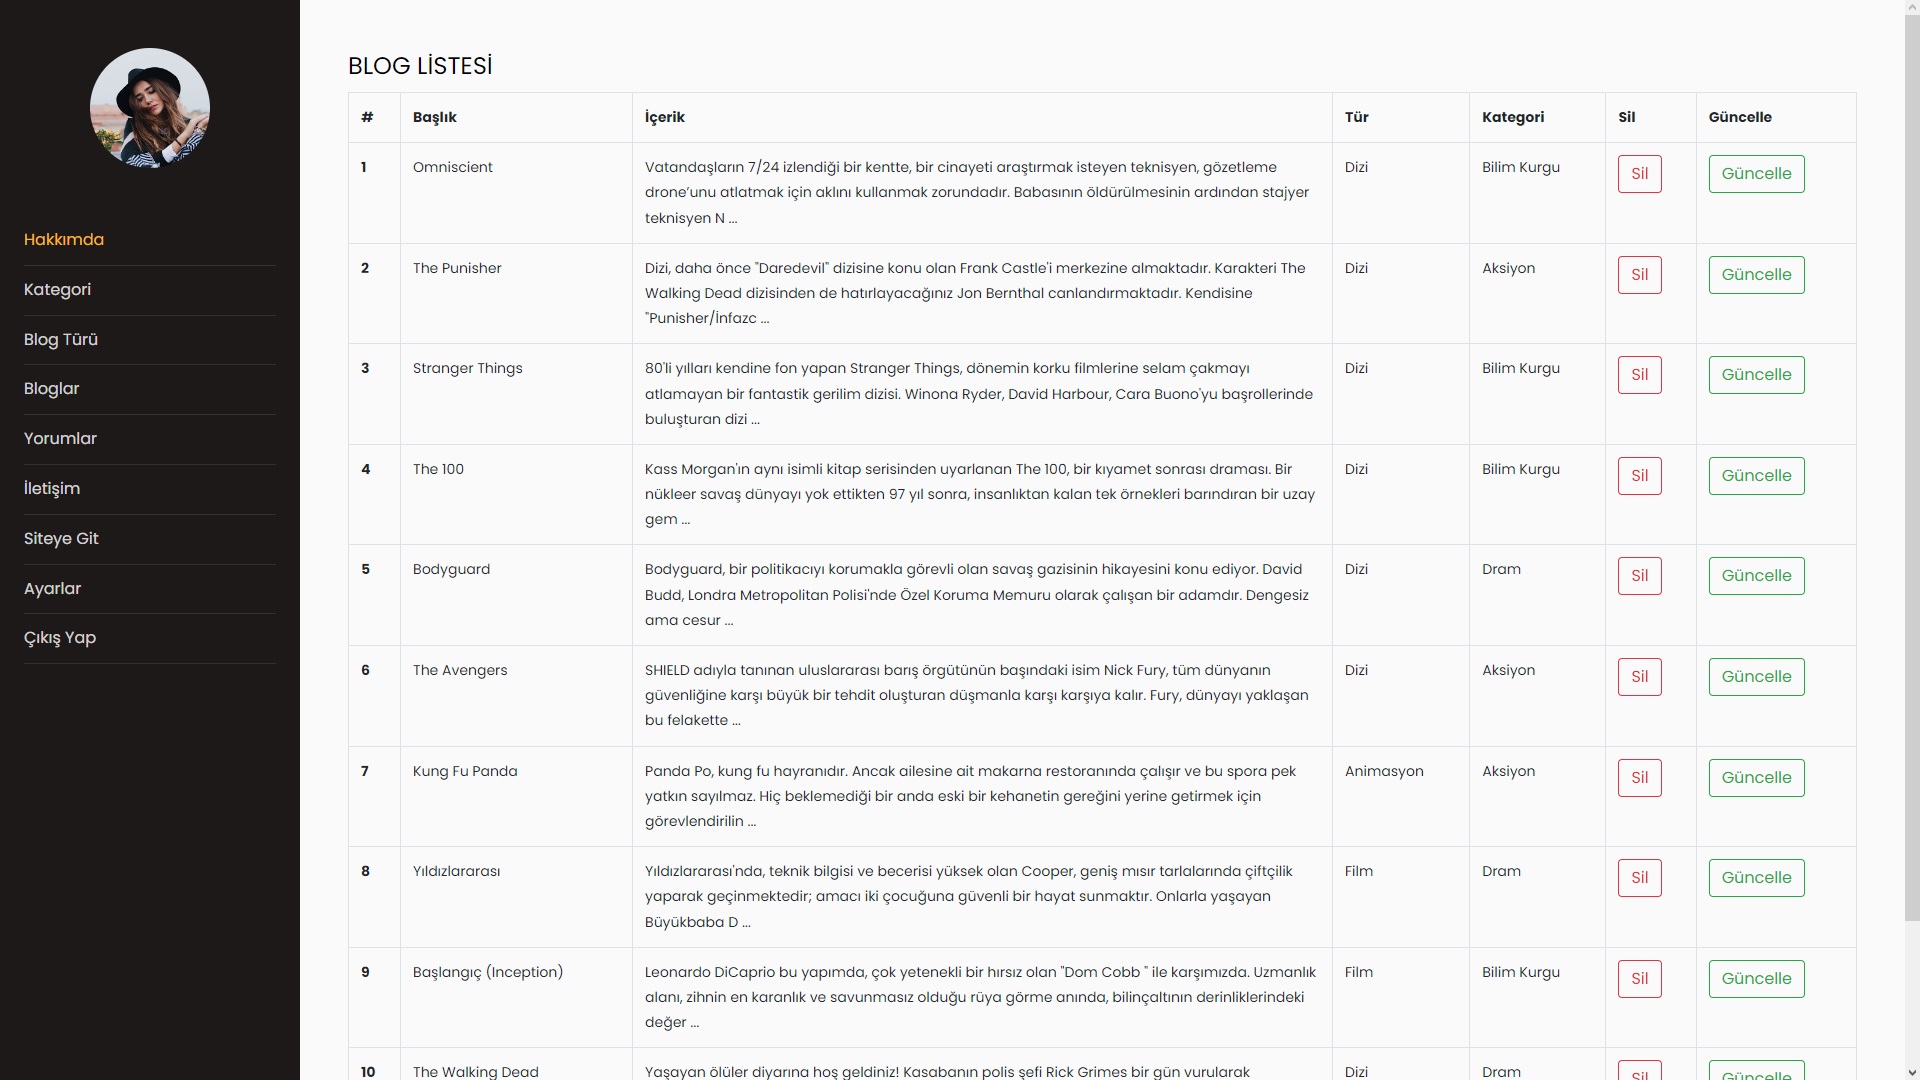 Hakkımda
Kategori
Blog Türü
Bloglar
Yorumlar
İletişim
Siteye Git
Ayarlar
Çıkış Yap
BLOG LİSTESİ
# Başlık İçerik Tür Kategori Sil Güncelle
1 Omniscient Vatandaşların 7/24 izlendiği bir kentte, bir cinayeti araştırmak isteyen teknisyen, gözetleme Dizi Bilim Kurgu Sil Güncelle
drone’unu atlatmak için aklını kullanmak zorundadır. Babasının öldürülmesinin ardından stajyer
teknisyen N ...
2 The Punisher Dizi, daha önce "Daredevil" dizisine konu olan Frank Castle'i merkezine almaktadır. Karakteri The Dizi Aksiyon Sil Güncelle
Walking Dead dizisinden de hatırlayacağınız Jon Bernthal canlandırmaktadır. Kendisine
"Punisher/İnfazc ...
3 Stranger Things 80'li yılları kendine fon yapan Stranger Things, dönemin korku filmlerine selam çakmayı Dizi Bilim Kurgu Sil Güncelle
atlamayan bir fantastik gerilim dizisi. Winona Ryder, David Harbour, Cara Buono'yu başrollerinde
buluşturan dizi ...
4 The 100 Kass Morgan'ın aynı isimli kitap serisinden uyarlanan The 100, bir kıyamet sonrası draması. Bir Dizi Bilim Kurgu Sil Güncelle
nükleer savaş dünyayı yok ettikten 97 yıl sonra, insanlıktan kalan tek örnekleri barındıran bir uzay
gem ...
5 Bodyguard Bodyguard, bir politikacıyı korumakla görevli olan savaş gazisinin hikayesini konu ediyor. David Dizi Dram Sil Güncelle
Budd, Londra Metropolitan Polisi'nde Özel Koruma Memuru olarak çalışan bir adamdır. Dengesiz
ama cesur ...
6 The Avengers SHIELD adıyla tanınan uluslararası barış örgütünün başındaki isim Nick Fury, tüm dünyanın Dizi Aksiyon Sil Güncelle
güvenliğine karşı büyük bir tehdit oluşturan düşmanla karşı karşıya kalır. Fury, dünyayı yaklaşan
bu felakette ...
7 Kung Fu Panda Panda Po, kung fu hayranıdır. Ancak ailesine ait makarna restoranında çalışır ve bu spora pek Animasyon Aksiyon Sil Güncelle
yatkın sayılmaz. Hiç beklemediği bir anda eski bir kehanetin gereğini yerine getirmek için
görevlendirilin ...
8 Yıldızlararası Yıldızlararası'nda, teknik bilgisi ve becerisi yüksek olan Cooper, geniş mısır tarlalarında çiftçilik Film Dram Sil Güncelle
yaparak geçinmektedir; amacı iki çocuğuna güvenli bir hayat sunmaktır. Onlarla yaşayan
Büyükbaba D ...
9 Başlangıç (Inception) Leonardo DiCaprio bu yapımda, çok yetenekli bir hırsız olan "Dom Cobb " ile karşımızda. Uzmanlık Film Bilim Kurgu Sil Güncelle
alanı, zihnin en karanlık ve savunmasız olduğu rüya görme anında, bilinçaltının derinliklerindeki
değer ...
10 The Walking Dead Yaşayan ölüler diyarına hoş geldiniz! Kasabanın polis şefi Rick Grimes bir gün vurularak Dizi Dram Sil Güncelle